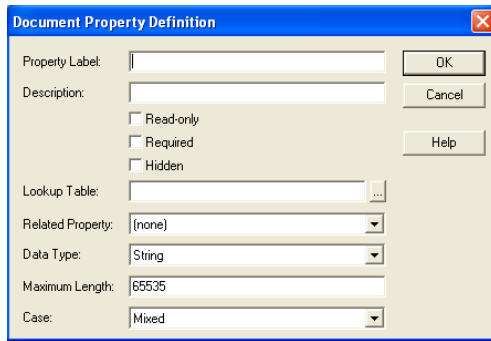 Document Property Definition
Property Label:
OK
Description:
Cancel
Read-only
Required
Help
Hidden
Lookup Table:
...
Related Property: (none)
Data Type: String
Maximum Length: 65535
Case: Mixed